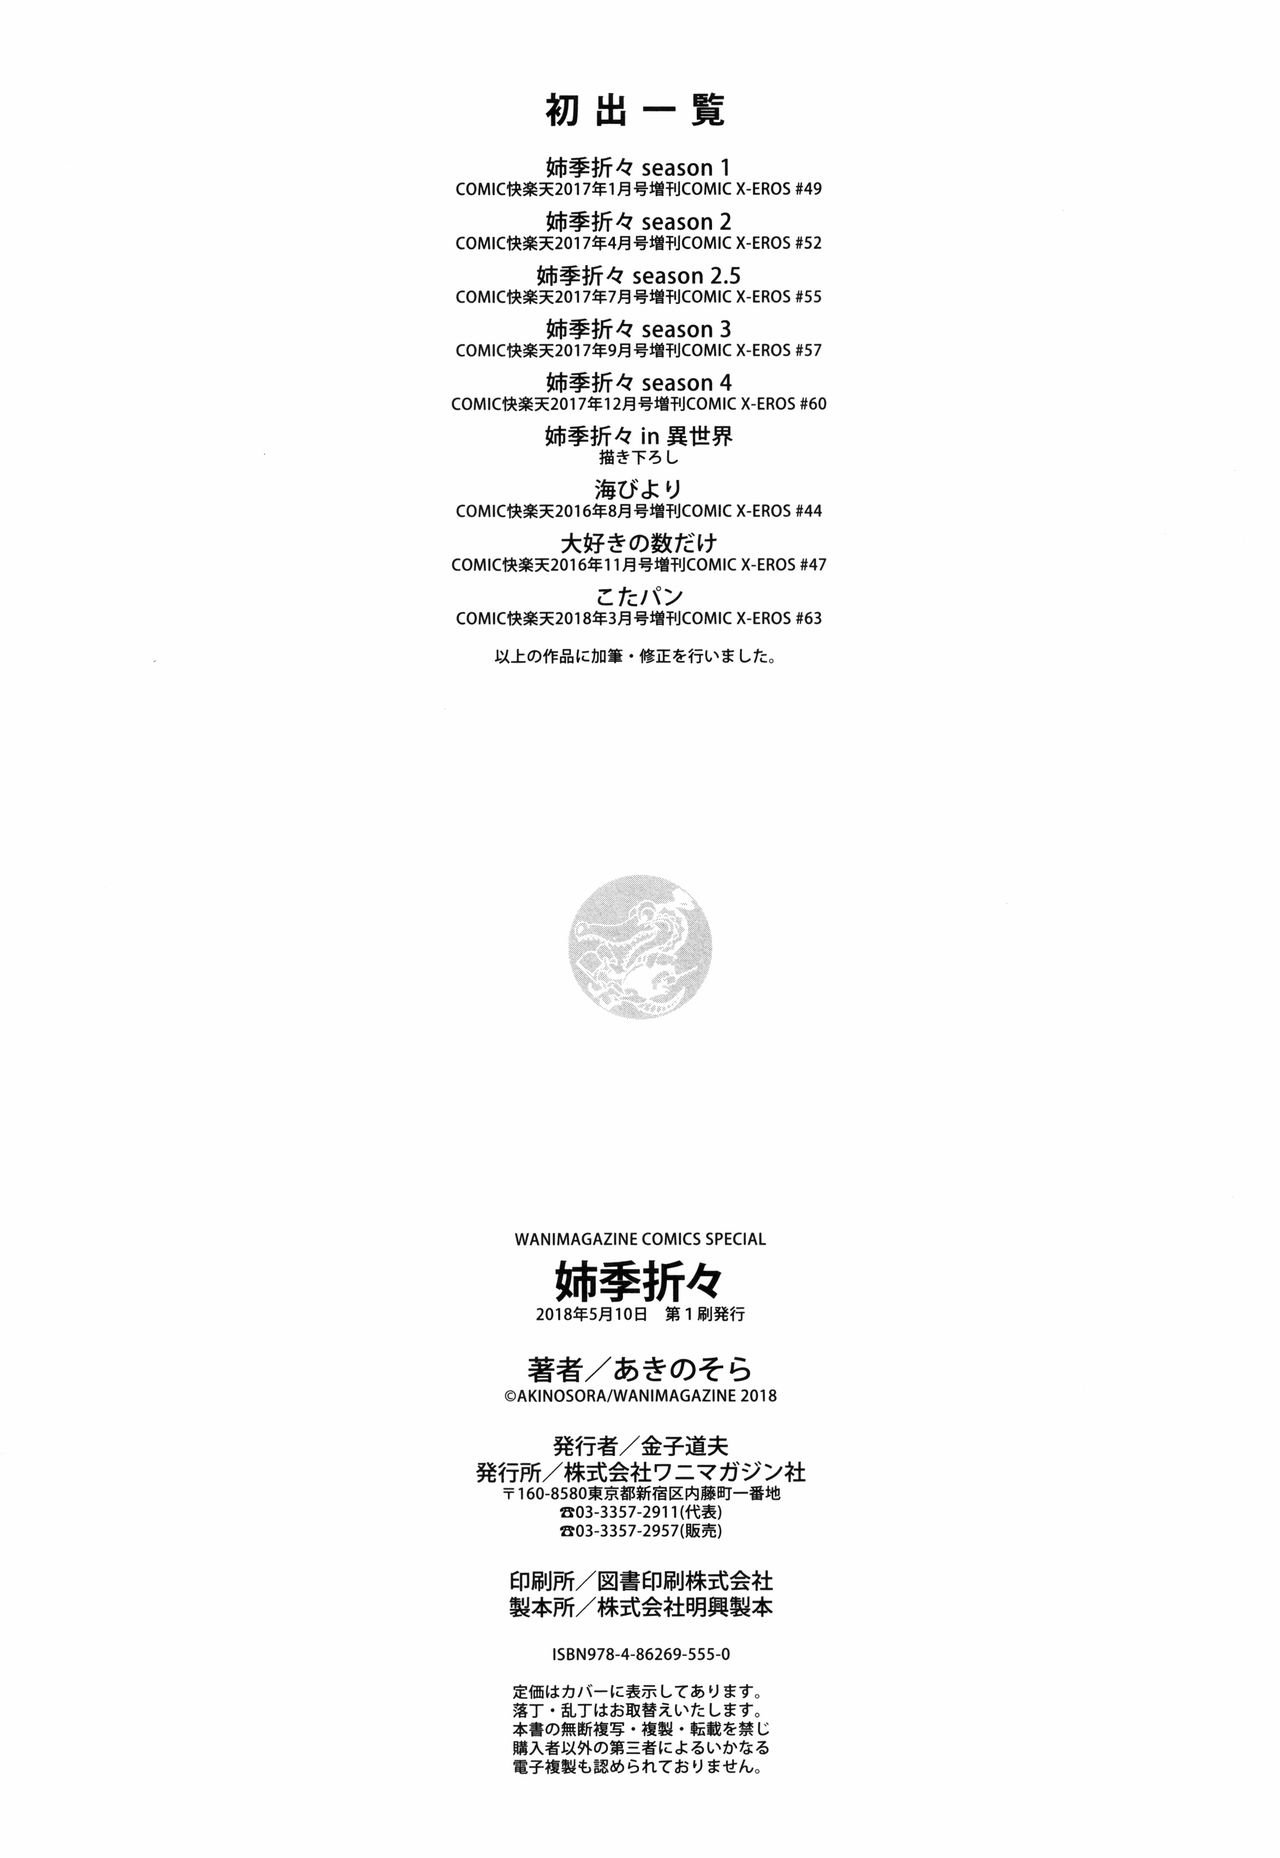 初出一覧
姉季折々 season 1
COMIC快楽天2017年1月号増刊COMIC X-EROS #49
姉季折々 season 2
COMIC快楽天2017年4月号増刊COMIC X-EROS #52
姉季折々 season 2.5
COMIC快楽天2017年7月号増刊COMIC X-EROS #55
姉季折々 season 3
COMIC快楽天2017年9月号増刊COMIC X-EROS #57
姉季折々 season 4
COMIC快楽天2017年12月号増刊COMIC X-EROS #60
姉季折々 in 異世界
描き下ろし
海びより
COMIC快楽天2016年8月号増刊COMIC X-EROS #44
大好きの数だけ
COMIC快楽天2016年11月号増刊COMIC X-EROS #47
こたパン
COMIC快楽天2018年3月号増刊COMIC X-EROS #63
以上の作品に加筆・修正を行いました。
WANIMAGAZINE COMICS SPECIAL
姉季折々
2018年5月10日　第1刷発行
著者／あきのそら
©AKINOSORA/WANIMAGAZINE 2018
発行者／金子道夫
発行所／株式会社ワニマガジン社
〒160-8580東京都新宿区内藤町一番地
☎03-3357-2911(代表)
☎03-3357-2957(販売)
印刷所／図書印刷株式会社
製本所／株式会社明興製本
ISBN978-4-86269-555-0
定価はカバーに表示してあります。
落丁・乱丁はお取替えいたします。
本書の無断複写・複製・転載を禁じ
購入者以外の第三者によるいかなる
電子複製も認められておりません。